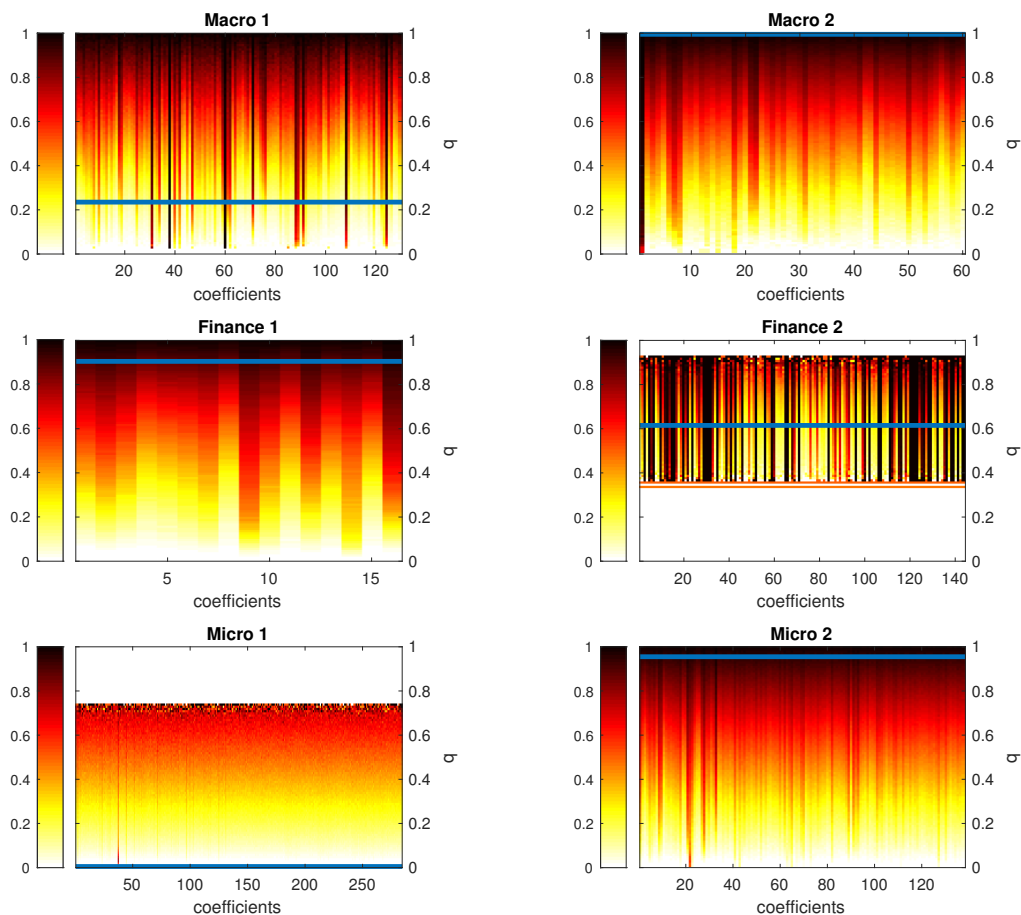 Macro 1
Macro 2
1 0.8 0.6 0.4 0.2 0
1 0.8 0.6 0.4 0.2 0
q
20 40 60 80 100 120
coefficients
1 0.8 0.6 0.4 0.2 0
1 0.8 0.6 0.4 0.2 0
q
10 20 30 40 50 60
coefficients
Finance 1
Finance 2
1 0.8 0.6 0.4 0.2 0
1 0.8 0.6 0.4 0.2 0
q
5 10 15
coefficients
1 0.8 0.6 0.4 0.2 0
1 0.8 0.6 0.4 0.2 0
q
20 40 60 80 100 120 140
coefficients
Micro 1
Micro 2
1 0.8 0.6 0.4 0.2 0
1 0.8 0.6 0.4 0.2 0
q
50 100 150 200 250
coefficients
1 0.8 0.6 0.4 0.2 0
1 0.8 0.6 0.4 0.2 0
q
20 40 60 80 100 120
coefficients